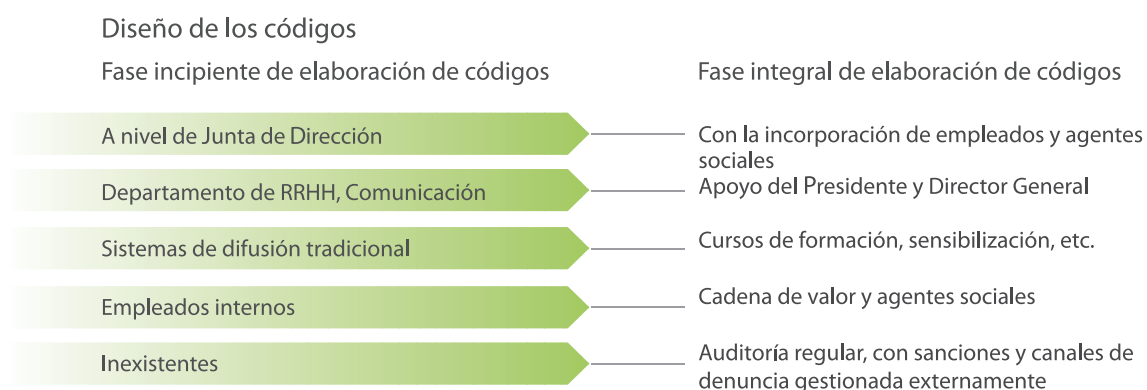 Diseño de los códigos
Fase incipiente de elaboración de códigos
Fase integral de elaboración de códigos
A nivel de Junta de Dirección
Con la incorporación de empleados y agentes
sociales
Departamento de RRHH, Comunicación
Apoyo del Presidente y Director General
Sistemas de difusión tradicional
Cursos de formación, sensibilización, etc.
Empleados internos
Cadena de valor y agentes sociales
Inexistentes
Auditoría regular, con sanciones y canales de
denuncia gestionada externamente